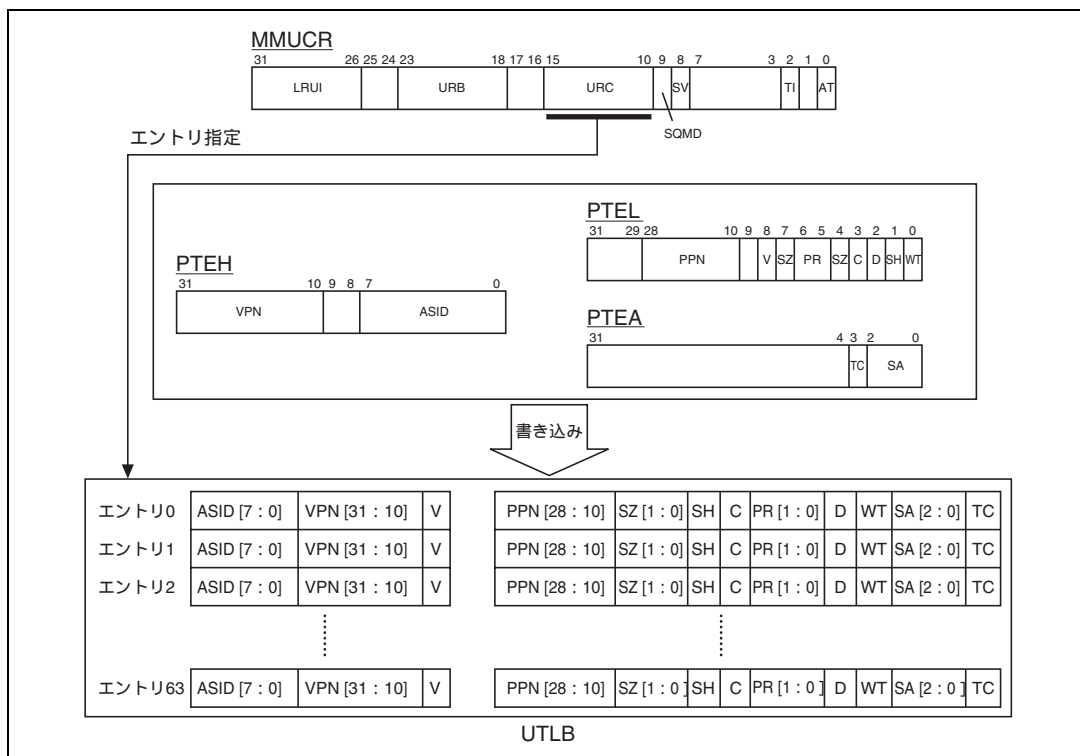 MMUCR
31 26 25 24 23 18 17 16 15 10 9 8 7 3 2 1 0
LRUI URB URC SV TI AT
SQMD
エントリ指定
PTEL
31 29 28 10 9 8 7 6 5 4 3 2 1 0
PPN V SZ PR SZ C D SH WT
PTEH
31 10 9 8 7 0
VPN ASID
PTEA
31 4 3 2 0
TC SA
書き込み
エントリ0 ASID [7 : 0] VPN [31 : 10] V PPN [28 : 10] SZ [1 : 0] SH C PR [1 : 0] D WT SA [2 : 0] TC
エントリ1 ASID [7 : 0] VPN [31 : 10] V PPN [28 : 10] SZ [1 : 0] SH C PR [1 : 0] D WT SA [2 : 0] TC
エントリ2 ASID [7 : 0] VPN [31 : 10] V PPN [28 : 10] SZ [1 : 0] SH C PR [1 : 0] D WT SA [2 : 0] TC
エントリ63 ASID [7 : 0] VPN [31 : 10] V PPN [28 : 10] SZ [1 : 0 ] SH C PR [1 : 0 ] D WT SA [2 : 0 ] TC
UTLB